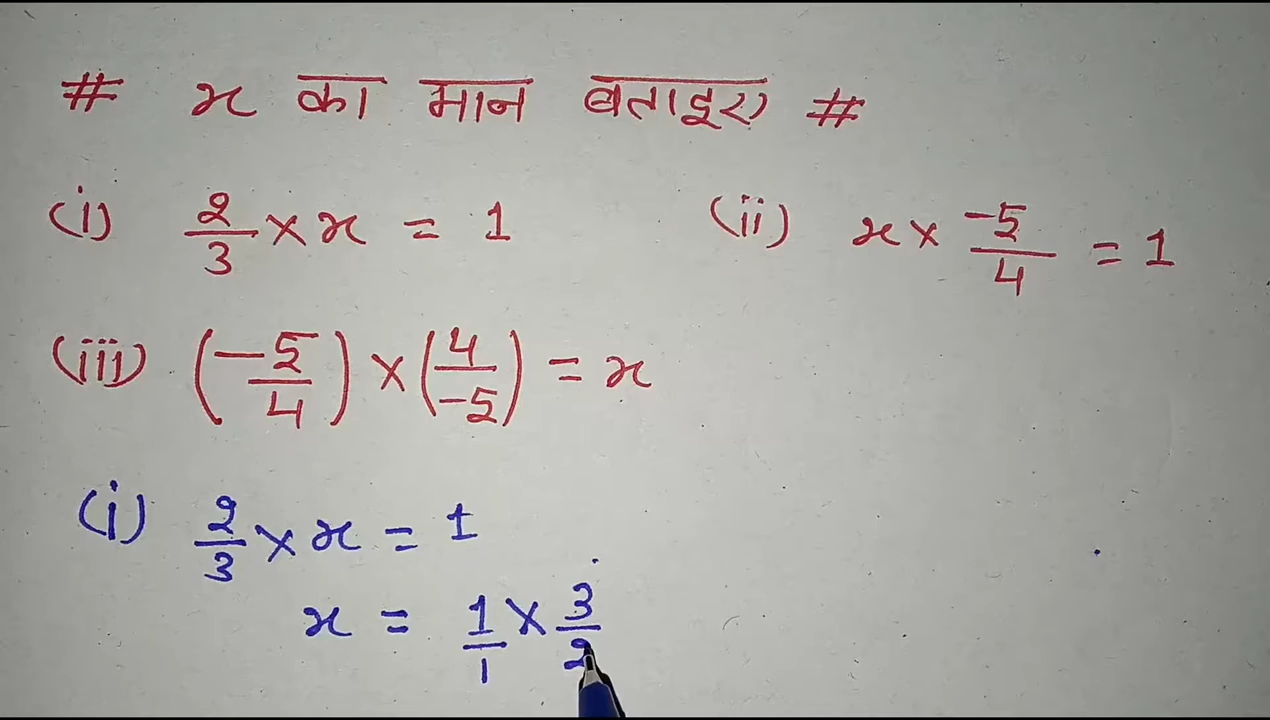 # x का मान बताइए #
(i) 2/3 × x = 1 (ii) x × -5/4 = 1
(iii) (-5/4) × (4/-5) = x
(i) 2/3 × x = 1
x = 1/1 × 3/2